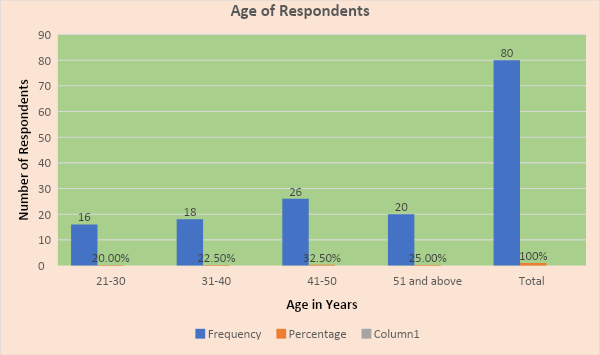 Age of Respondents
Number of Respondents
90
80
70
60
50
40
30
20
10
0
16
18
26
20
80
20.00%
22.50%
32.50%
25.00%
100%
21-30
31-40
41-50
51 and above
Total
Age in Years
Frequency
Percentage
Column1